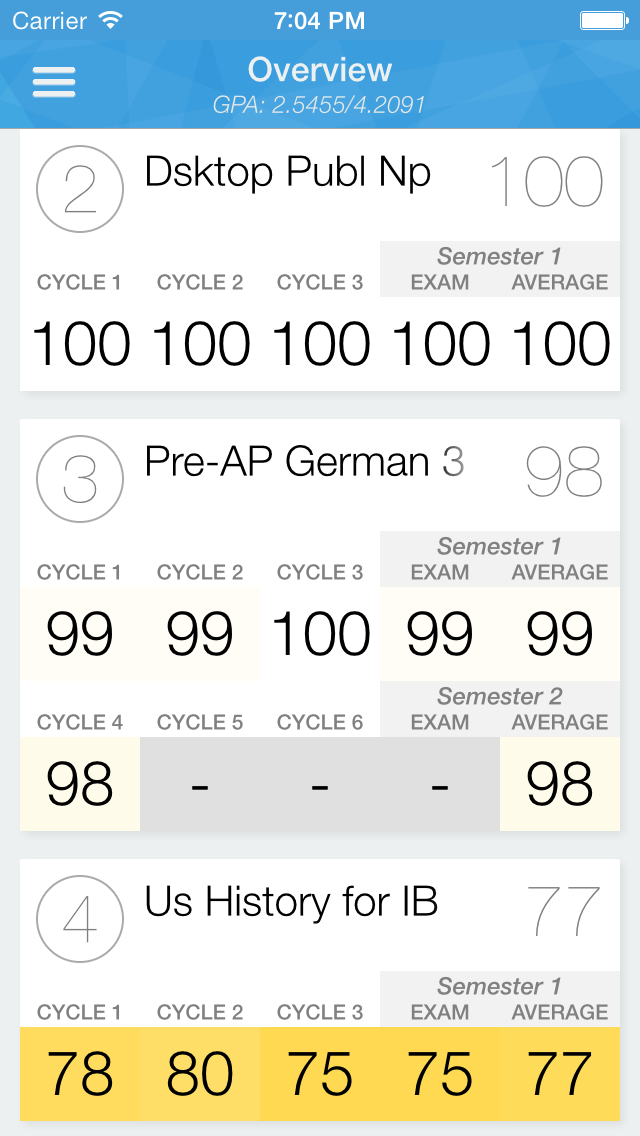 Carrier 7:04 PM
Overview
GPA: 2.5455/4.2091
2 Dsktop Publ Np 100
Semester 1
CYCLE 1 CYCLE 2 CYCLE 3 EXAM AVERAGE
100 100 100 100 100
3 Pre-AP German 3 98
Semester 1
CYCLE 1 CYCLE 2 CYCLE 3 EXAM AVERAGE
99 99 100 99 99
Semester 2
CYCLE 4 CYCLE 5 CYCLE 6 EXAM AVERAGE
98 - - - 98
4 Us History for IB 77
Semester 1
CYCLE 1 CYCLE 2 CYCLE 3 EXAM AVERAGE
78 80 75 75 77